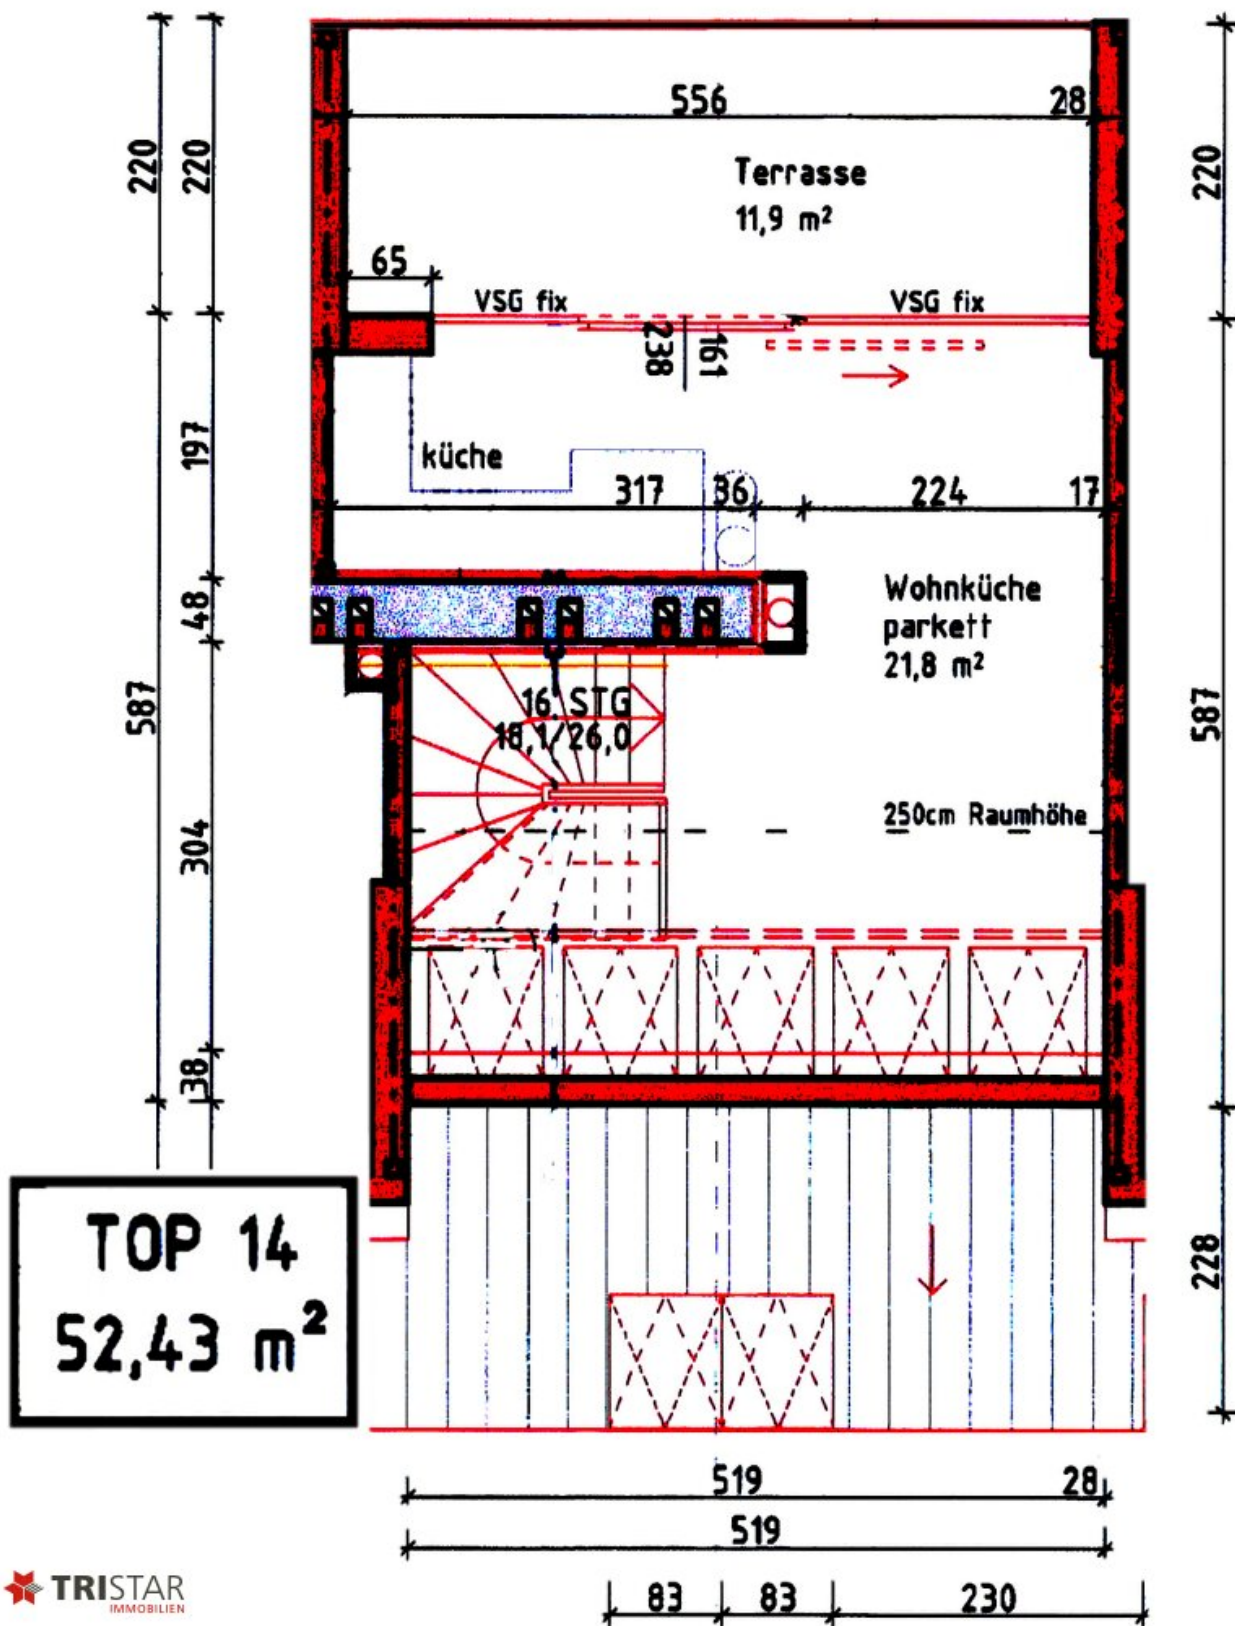 556
28
220
220
220
Terrasse
11,9 m²
65
VSG fix
VSG fix
238
161
197
küche
317
36
224
17
Wohnküche
parkett
21,8 m²
48
587
587
16 STG
18,1/26,0
304
250cm Raumhöhe
38
TOP 14
52,43 m²
228
519
28
519
83
83
230
TRISTAR
IMMOBILIEN